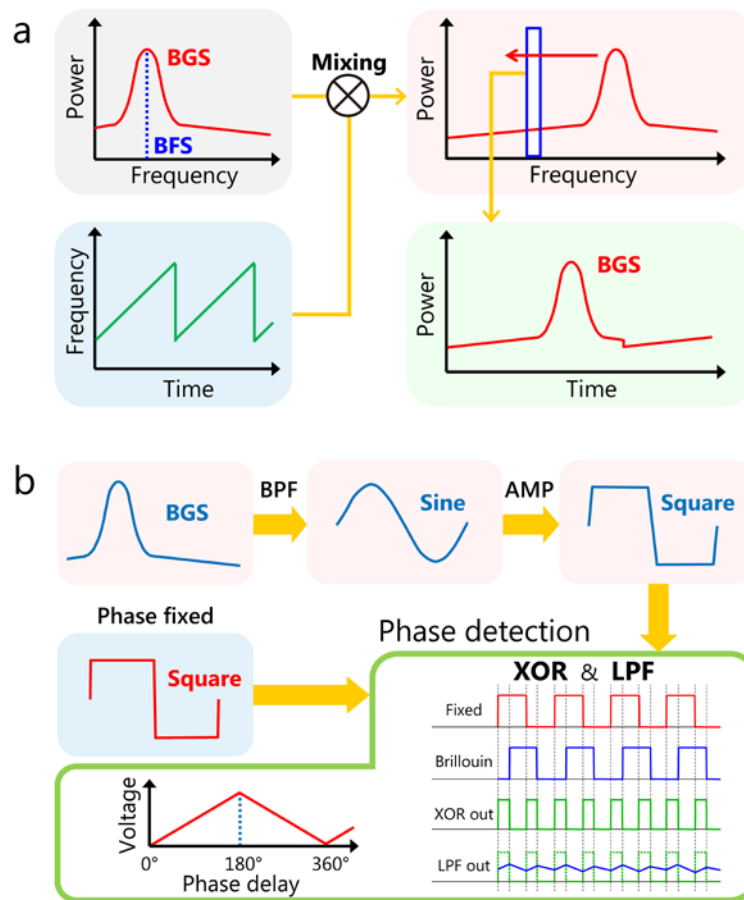 a
Power
BGS
BFS
Frequency
Mixing
Power
Frequency
Frequency
Time
Power
BGS
Time
b
BGS
BPF
Sine
AMP
Square
Phase fixed
Square
Phase detection
XOR & LPF
Fixed
Brillouin
XOR out
LPF out
Voltage
0° 180° 360°
Phase delay